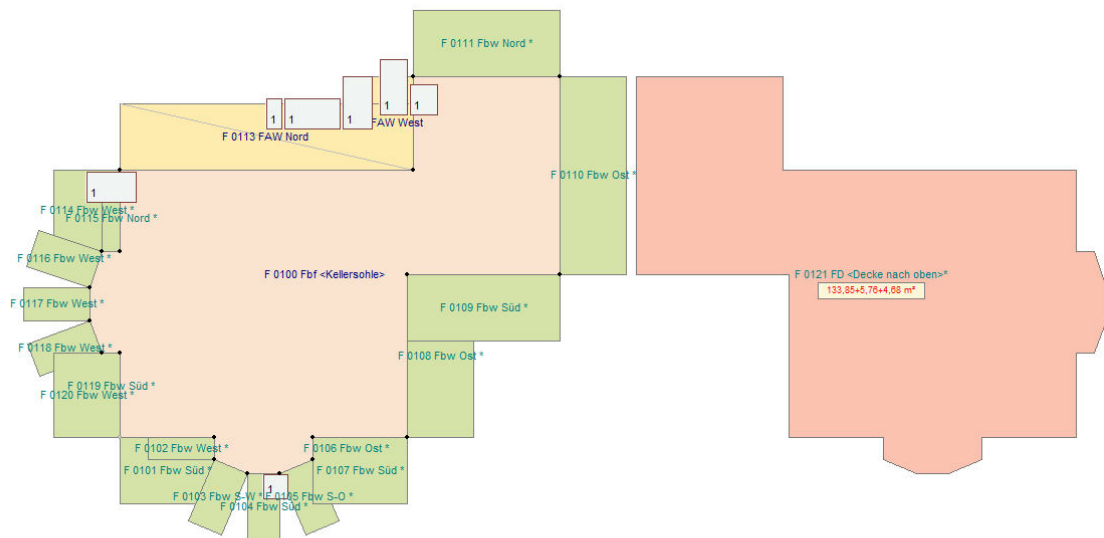 F 0111 Fbw Nord *
1
1
1
1
1
FAW West
F 0113 FAW Nord
F 0110 Fbw Ost *
1
F 0114 Fbw West *
F 0115 Fbw Nord *
F 0116 Fbw West *
F 0100 Fbf <Kellersohle>
F 0121 FD <Decke nach oben>*
133,85+5,76+4,68 m²
F 0117 Fbw West *
F 0109 Fbw Süd *
F 0118 Fbw West *
F 0108 Fbw Ost *
F 0119 Fbw Süd *
F 0120 Fbw West *
F 0102 Fbw West *
F 0106 Fbw Ost *
F 0101 Fbw Süd *
F 0107 Fbw Süd *
1
F 0103 Fbw S-W *
F 0105 Fbw S-O *
F 0104 Fbw Süd *